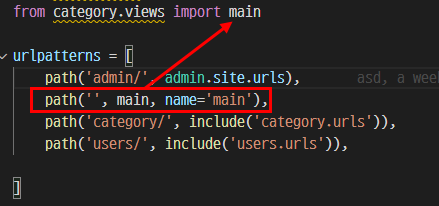 from category.views import main
urlpatterns = [
path('admin/', admin.site.urls), asd, a week
path('', main, name='main'),
path('category/', include('category.urls')),
path('users/', include('users.urls')),
]